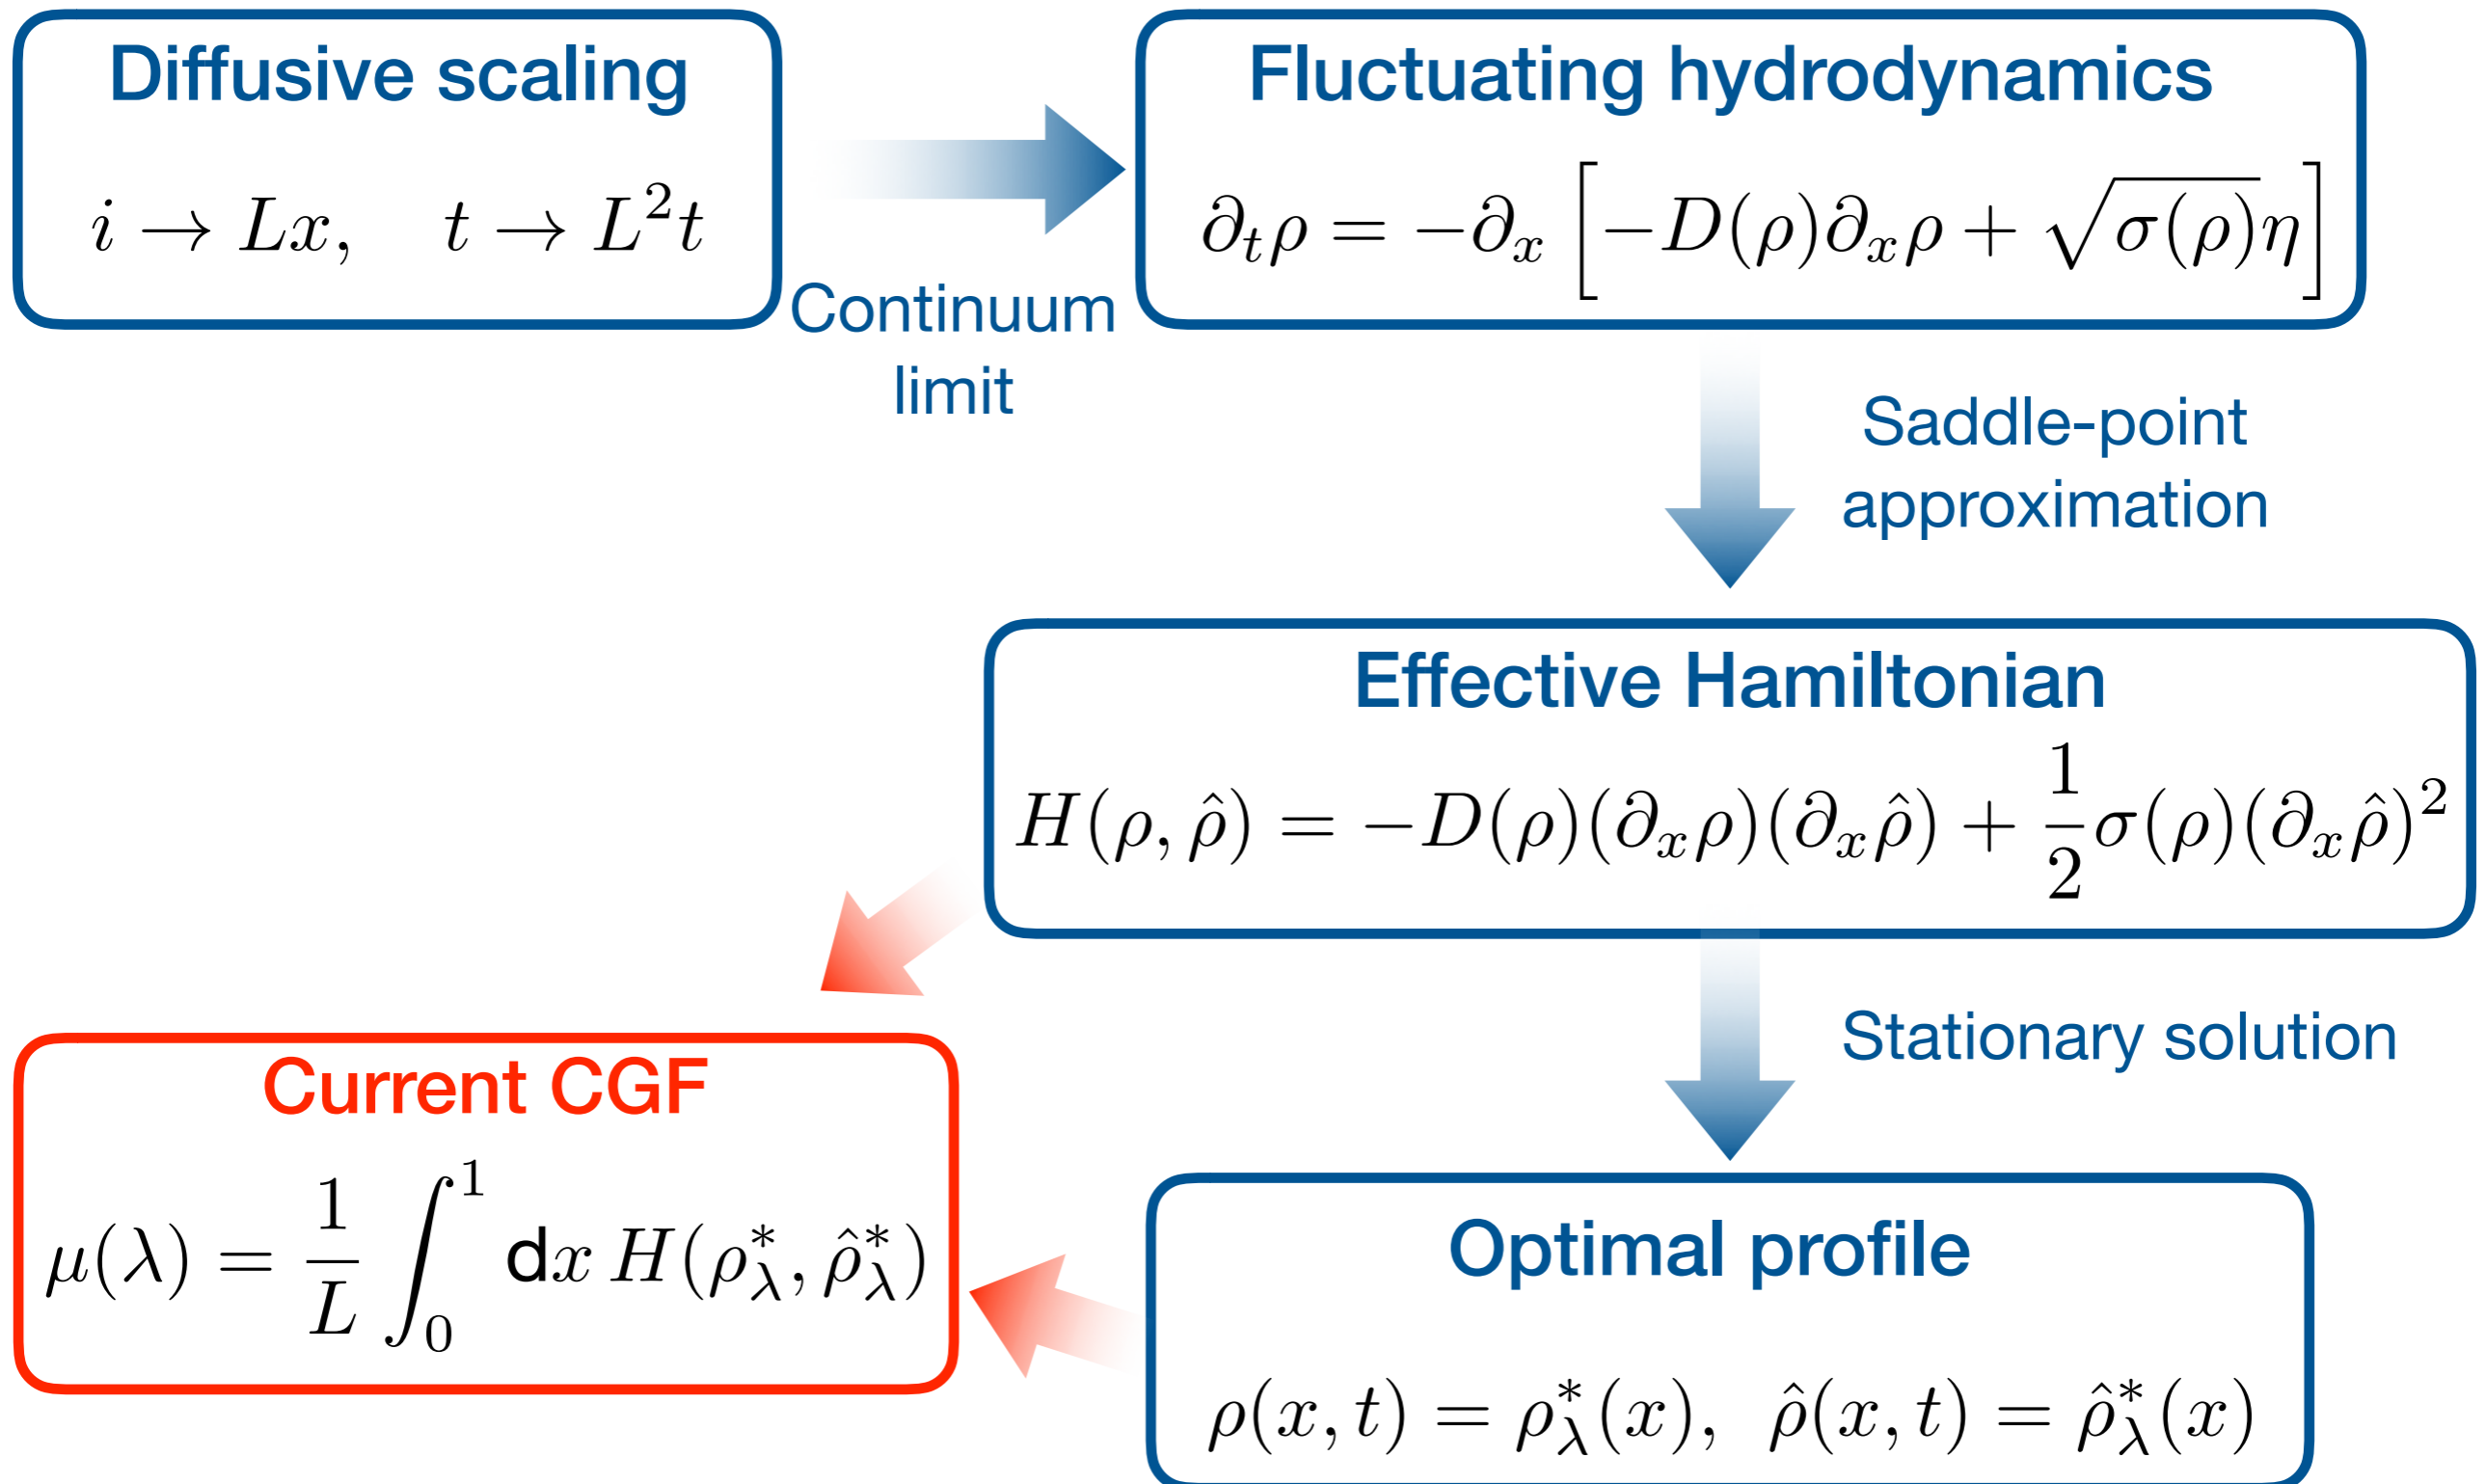 Diffusive scaling
i → Lx, t → L²t
Continuum
limit
Fluctuating hydrodynamics
∂ₜρ = −∂ₓ [−D(ρ)∂ₓρ + √σ(ρ)η]
Saddle-point
approximation
Effective Hamiltonian
H(ρ, ρ̂) = −D(ρ)(∂ₓρ)(∂ₓρ̂) + 1/2 σ(ρ)(∂ₓρ̂)²
Stationary solution
Current CGF
μ(λ) = 1/L ∫₀¹ dx H(ρ*_λ, ρ̂*_λ)
Optimal profile
ρ(x, t) = ρ*_λ(x), ρ̂(x, t) = ρ̂*_λ(x)